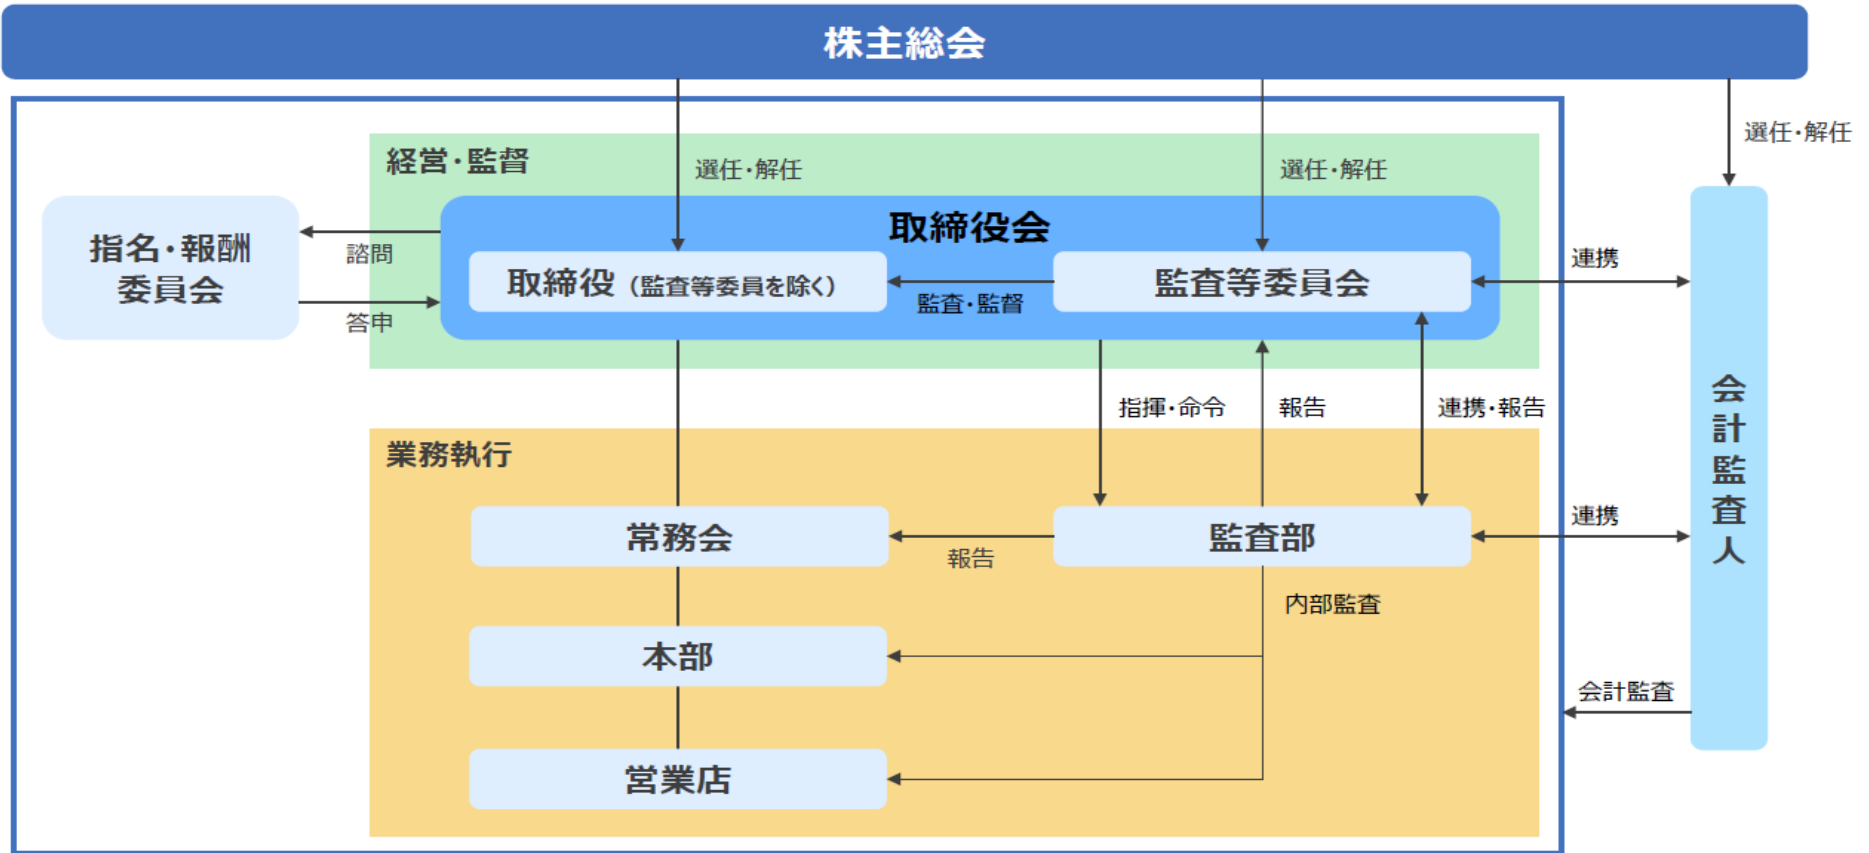 株主総会
選任・解任
経営・監督
選任・解任
選任・解任
取締役会
指名・報酬
委員会
諮問
答申
取締役（監査等委員を除く）
監査・監督
監査等委員会
連携
指揮・命令
報告
連携・報告
会計監査人
業務執行
常務会
報告
監査部
連携
内部監査
本部
会計監査
営業店